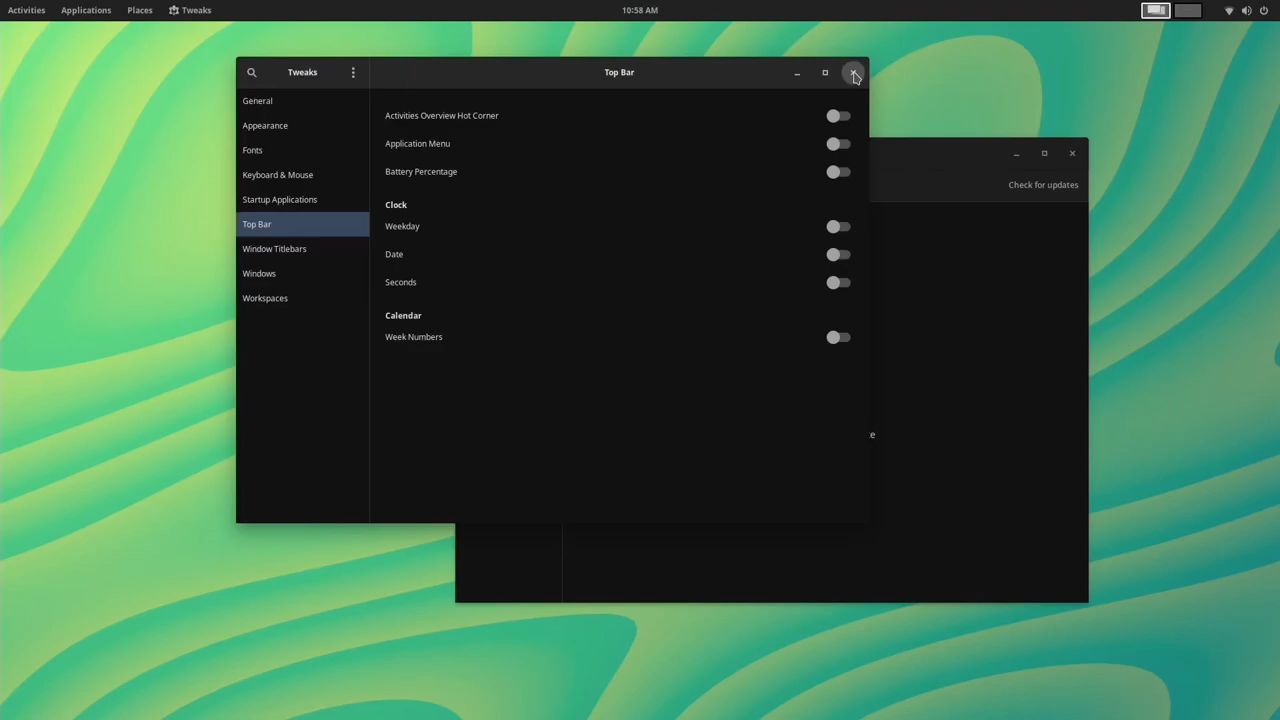 Activities Applications Places Tweaks 10:58 AM
Tweaks Top Bar
General
Appearance
Fonts
Keyboard & Mouse
Startup Applications
Top Bar
Window Titlebars
Windows
Workspaces
Activities Overview Hot Corner
Application Menu
Battery Percentage
Clock
Weekday
Date
Seconds
Calendar
Week Numbers
Check for updates